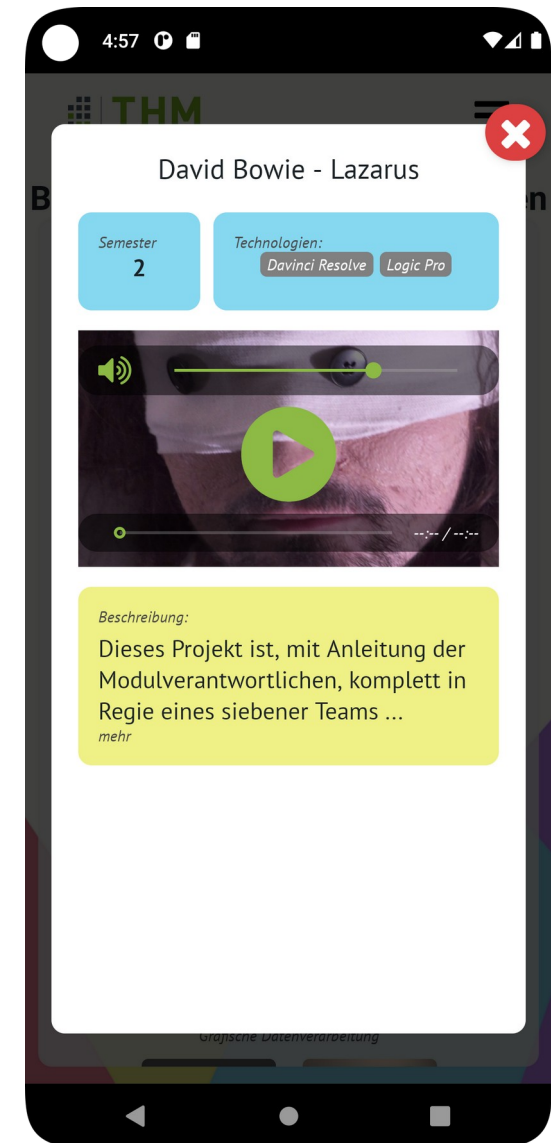 4:57
THM
B
n
David Bowie - Lazarus
Semester
2
Technologien:
Davinci Resolve Logic Pro
--:-- / --:--
Beschreibung:
Dieses Projekt ist, mit Anleitung der
Modulverantwortlichen, komplett in
Regie eines siebener Teams ...
mehr
Grafische Datenverarbeitung